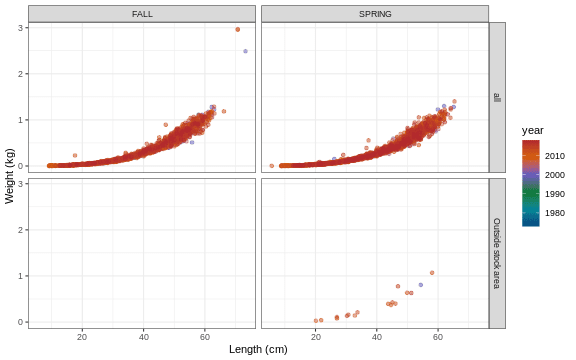 FALL
SPRING
3
2
1
0
all
3
2
1
0
Outside stock area
Weight (kg)
20
40
60
20
40
60
Length (cm)
year
2010
2000
1990
1980